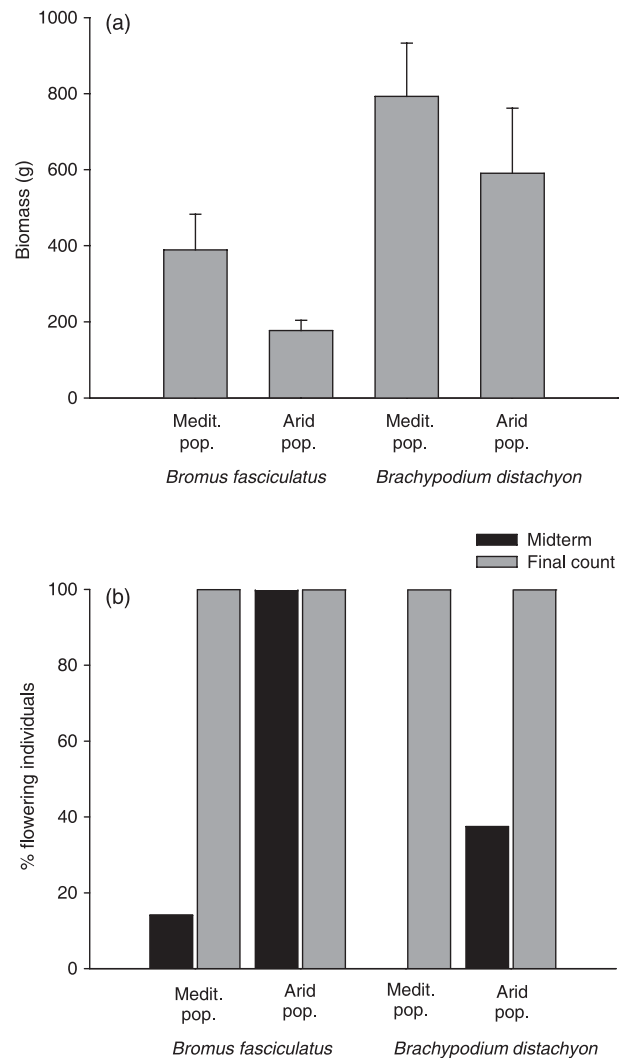 (a)
1000
800
600
400
200
0
Biomass (g)
Medit. pop.
Arid pop.
Medit. pop.
Arid pop.
Bromus fasciculatus
Brachypodium distachyon
Midterm
Final count
(b)
100
80
60
40
20
0
% flowering individuals
Medit. pop.
Arid pop.
Medit. pop.
Arid pop.
Bromus fasciculatus
Brachypodium distachyon